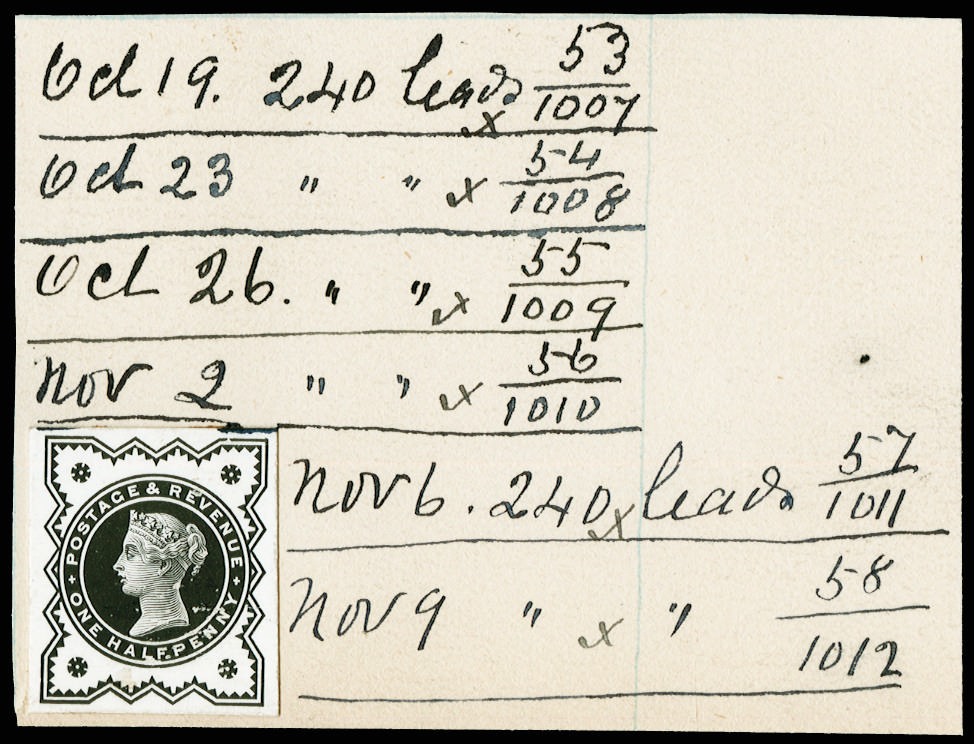 Oct 19. 240 leads 53/1007
Oct 23 " " x 54/1008
Oct 26. " " x 55/1009
Nov 2 " " x 56/1010
Nov 6. 240 leads 57/1011
Nov 9 " x " 58/1012
POSTAGE & REVENUE
ONE HALFPENNY